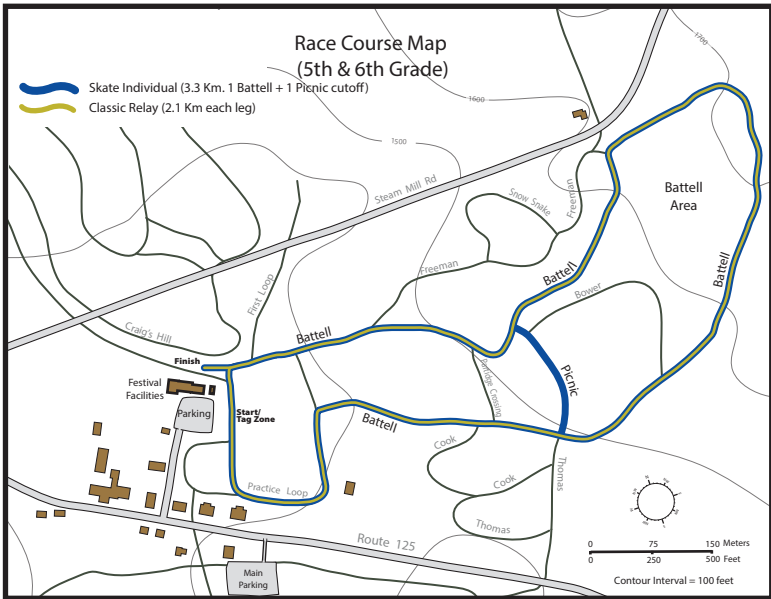 Race Course Map
(5th & 6th Grade)
Skate Individual (3.3 Km. 1 Battell + 1 Picnic cutoff)
Classic Relay (2.1 Km each leg)
1700
1600
1500
Steam Mill Rd
Snow Snake
Freeman
Battell
Area
Freeman
Battell
Battell
Bower
First Loop
Craig's Hill
Battell
Finish
Festival
Facilities
Parking
Start/
Tag Zone
Battell
Porridge Crossing
Picnic
Cook
Cook
Thomas
Thomas
Practice Loop
Route 125
Main
Parking
0 75 150 Meters
0 250 500 Feet
Contour Interval = 100 feet